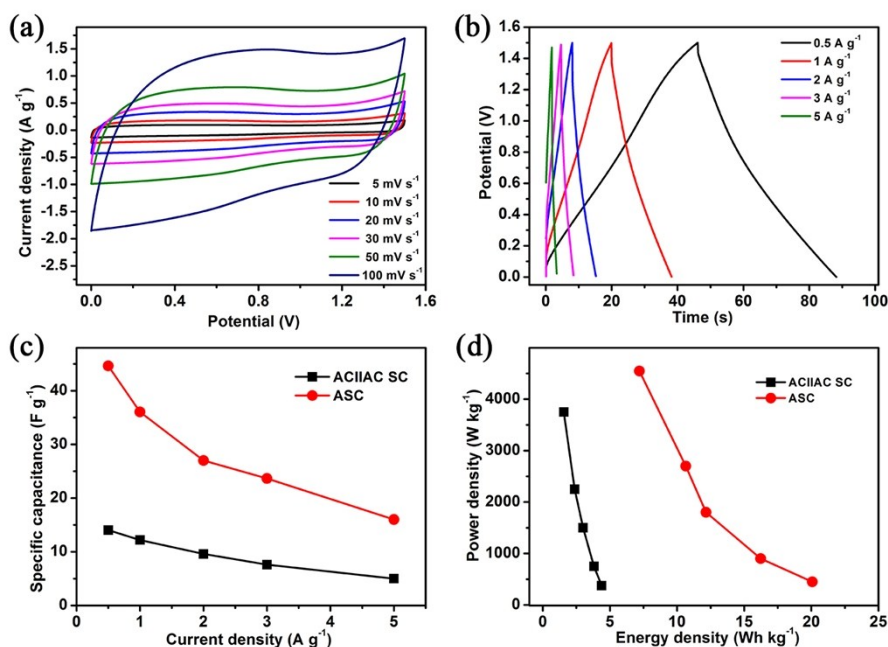 (a)
1.5
1.0
0.5
0.0
-0.5
-1.0
-1.5
-2.0
-2.5
Current density (A g⁻¹)
5 mV s⁻¹
10 mV s⁻¹
20 mV s⁻¹
30 mV s⁻¹
50 mV s⁻¹
100 mV s⁻¹
0.0 0.4 0.8 1.2 1.6
Potential (V)
(b)
1.8
1.6
1.4
1.2
1.0
0.8
0.6
0.4
0.2
0.0
Potential (V)
0.5 A g⁻¹
1 A g⁻¹
2 A g⁻¹
3 A g⁻¹
5 A g⁻¹
0 20 40 60 80 100
Time (s)
(c)
40
30
20
10
0
Specific capacitance (F g⁻¹)
ACIIAC SC
ASC
1 2 3 4 5
Current density (A g⁻¹)
(d)
4000
3000
2000
1000
0
Power density (W kg⁻¹)
ACIIAC SC
ASC
0 5 10 15 20 25
Energy density (Wh kg⁻¹)